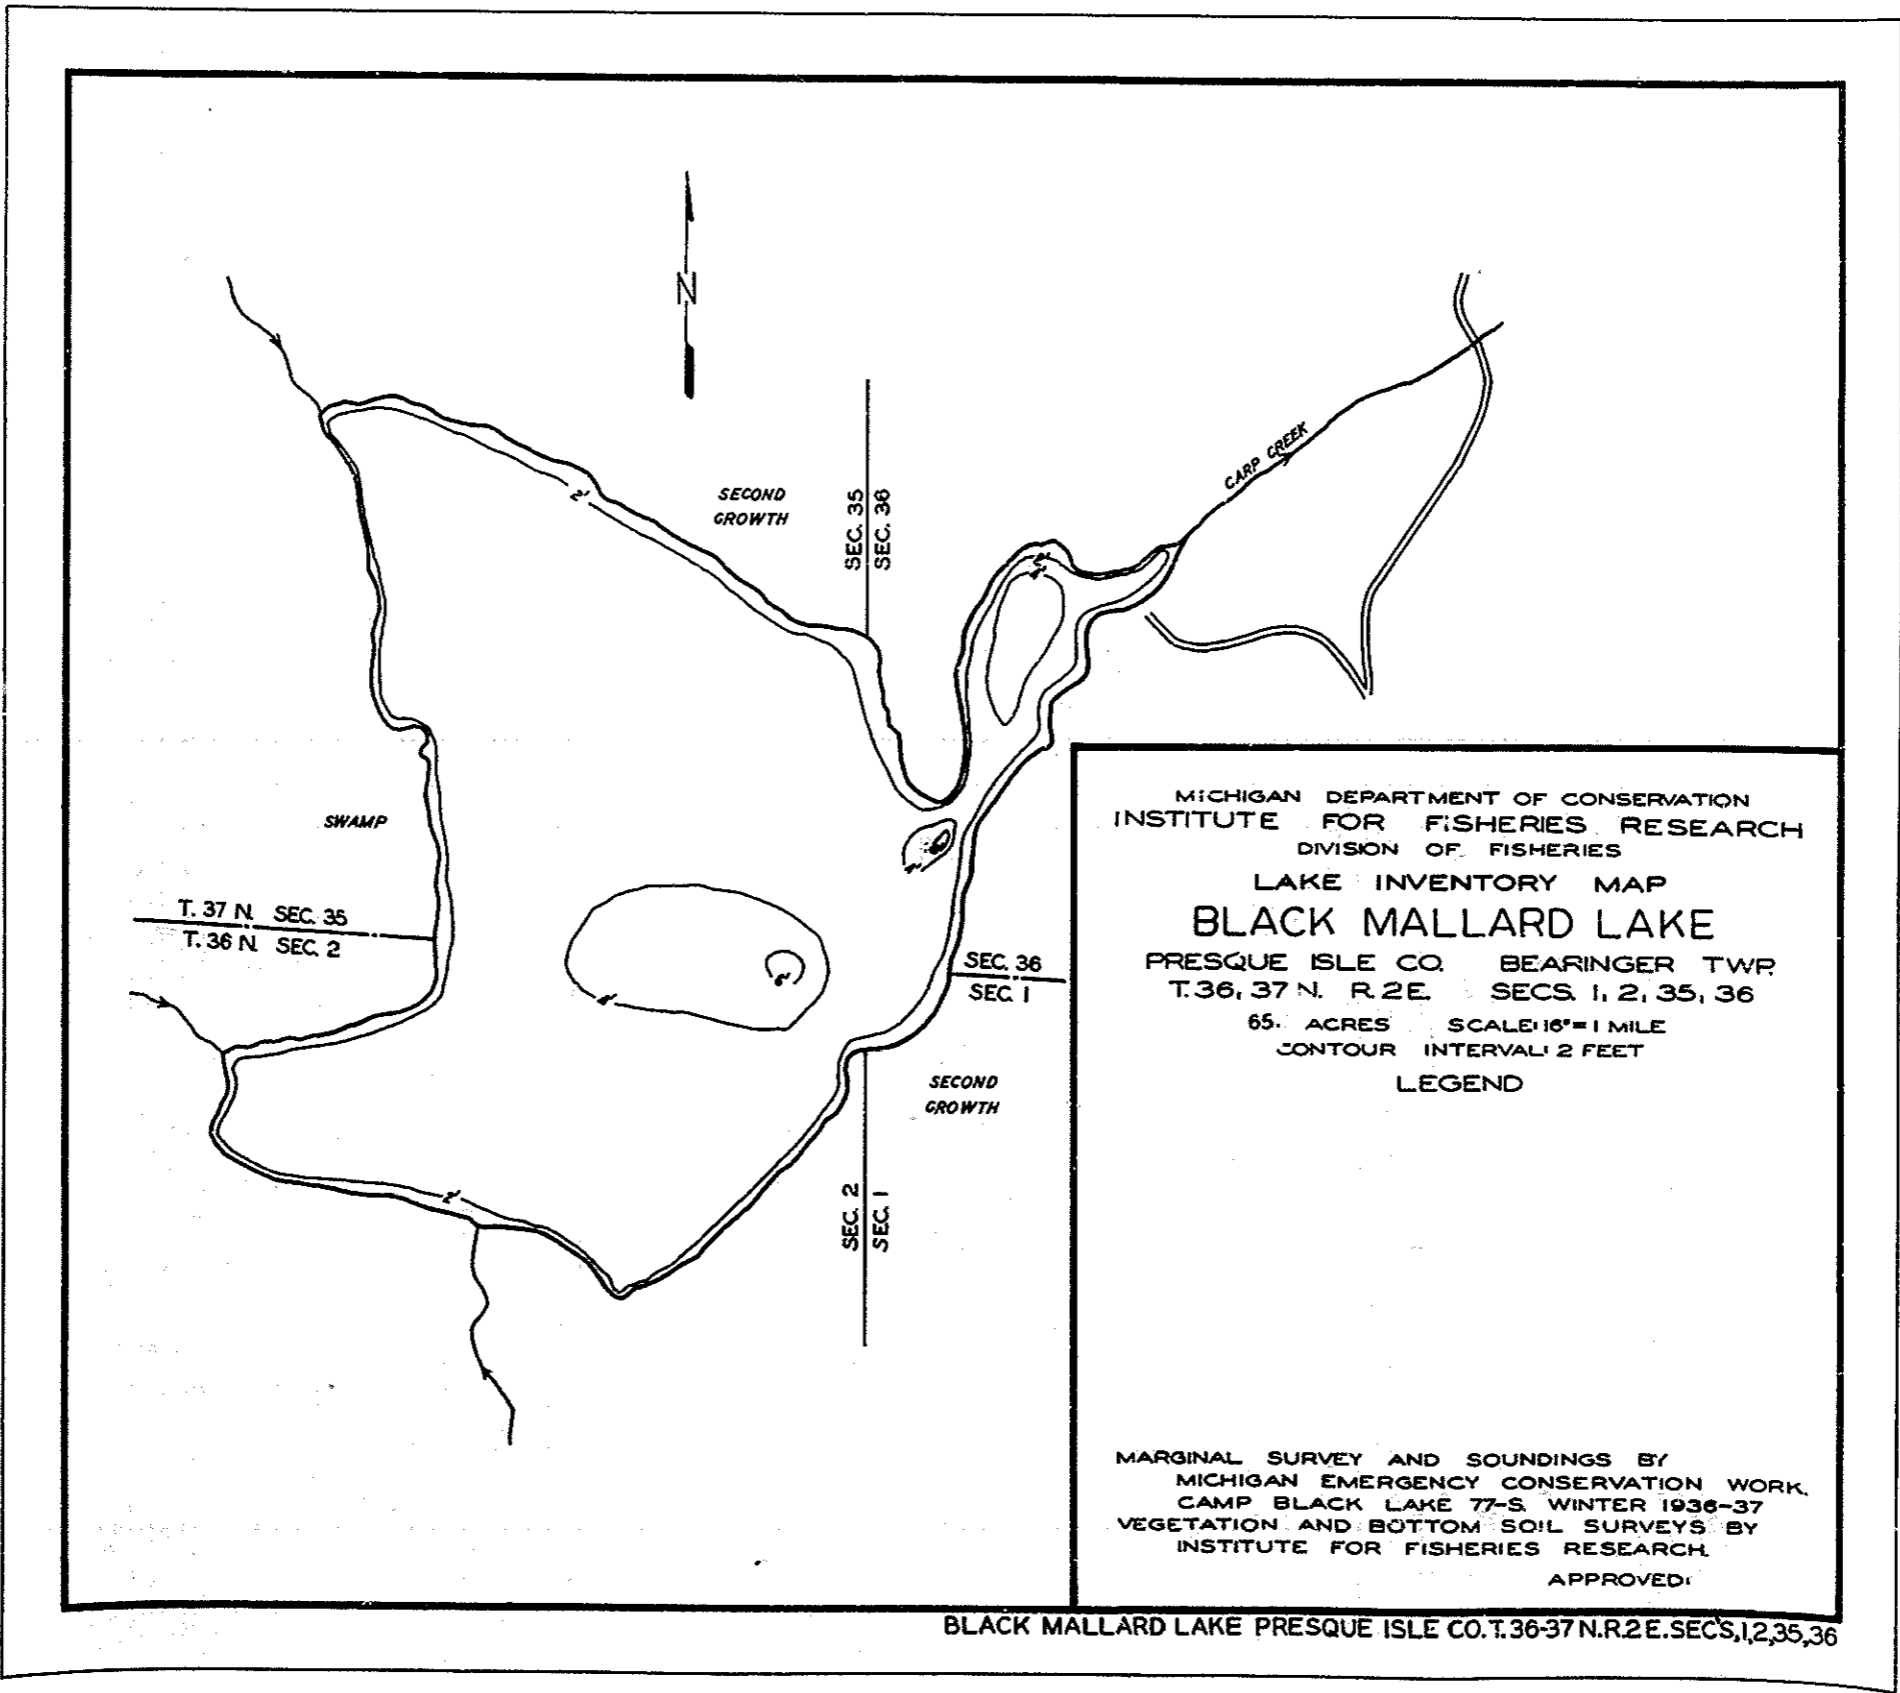 N
CARP CREEK
2'
SECOND
GROWTH
SEC. 35
SEC. 36
2'
4'
SWAMP
4'
T. 37 N. SEC. 35
T. 36 N. SEC. 2
6'
4'
SEC. 36
SEC. 1
SECOND
GROWTH
2'
SEC. 2
SEC. 1
MICHIGAN DEPARTMENT OF CONSERVATION
INSTITUTE FOR FISHERIES RESEARCH
DIVISION OF FISHERIES
LAKE INVENTORY MAP
BLACK MALLARD LAKE
PRESQUE ISLE CO. BEARINGER TWP.
T.36, 37 N. R.2E. SECS. 1, 2, 35, 36
65. ACRES SCALE: 16"= 1 MILE
CONTOUR INTERVAL: 2 FEET
LEGEND
MARGINAL SURVEY AND SOUNDINGS BY
MICHIGAN EMERGENCY CONSERVATION WORK.
CAMP BLACK LAKE 77-S. WINTER 1936-37
VEGETATION AND BOTTOM SOIL SURVEYS BY
INSTITUTE FOR FISHERIES RESEARCH.
APPROVED:
BLACK MALLARD LAKE PRESQUE ISLE CO. T.36-37 N.R.2 E. SEC'S, 1,2,35,36